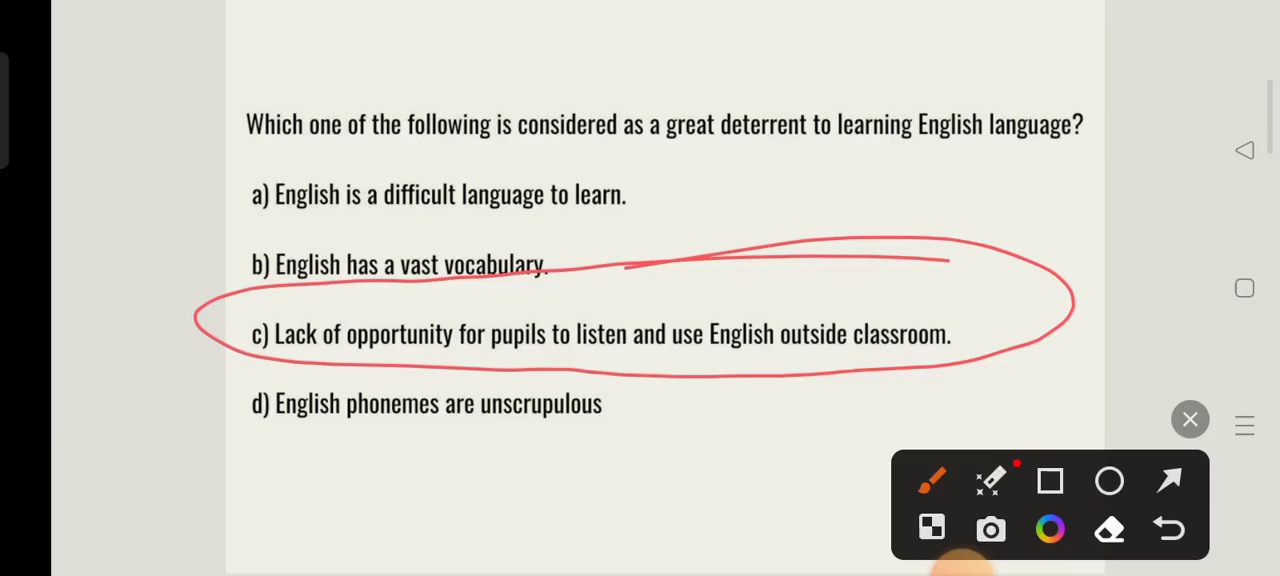 Which one of the following is considered as a great deterrent to learning English language?
a) English is a difficult language to learn.
b) English has a vast vocabulary.
c) Lack of opportunity for pupils to listen and use English outside classroom.
d) English phonemes are unscrupulous